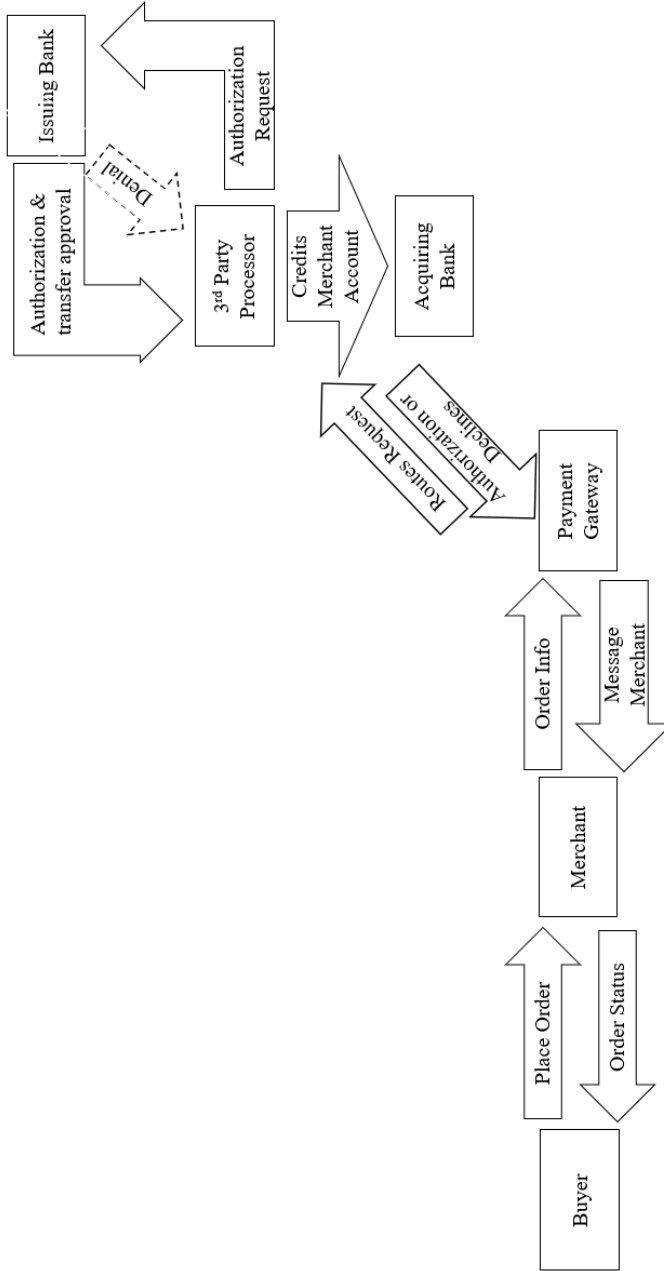 Buyer
Place Order
Order Status
Merchant
Order Info
Message
Merchant
Payment
Gateway
Routes Request
Authorization or
Declines
Acquiring
Bank
Credits
Merchant
Account
3rd Party
Processor
Authorization
Request
Authorization &
transfer approval
Denial
Issuing Bank